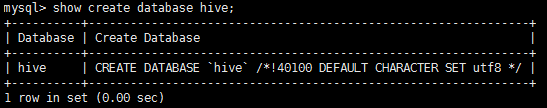 mysql> show create database hive;
+----------+---------------------------------------------------------------+
| Database | Create Database                                               |
+----------+---------------------------------------------------------------+
| hive     | CREATE DATABASE `hive` /*!40100 DEFAULT CHARACTER SET utf8 */ |
+----------+---------------------------------------------------------------+
1 row in set (0.00 sec)